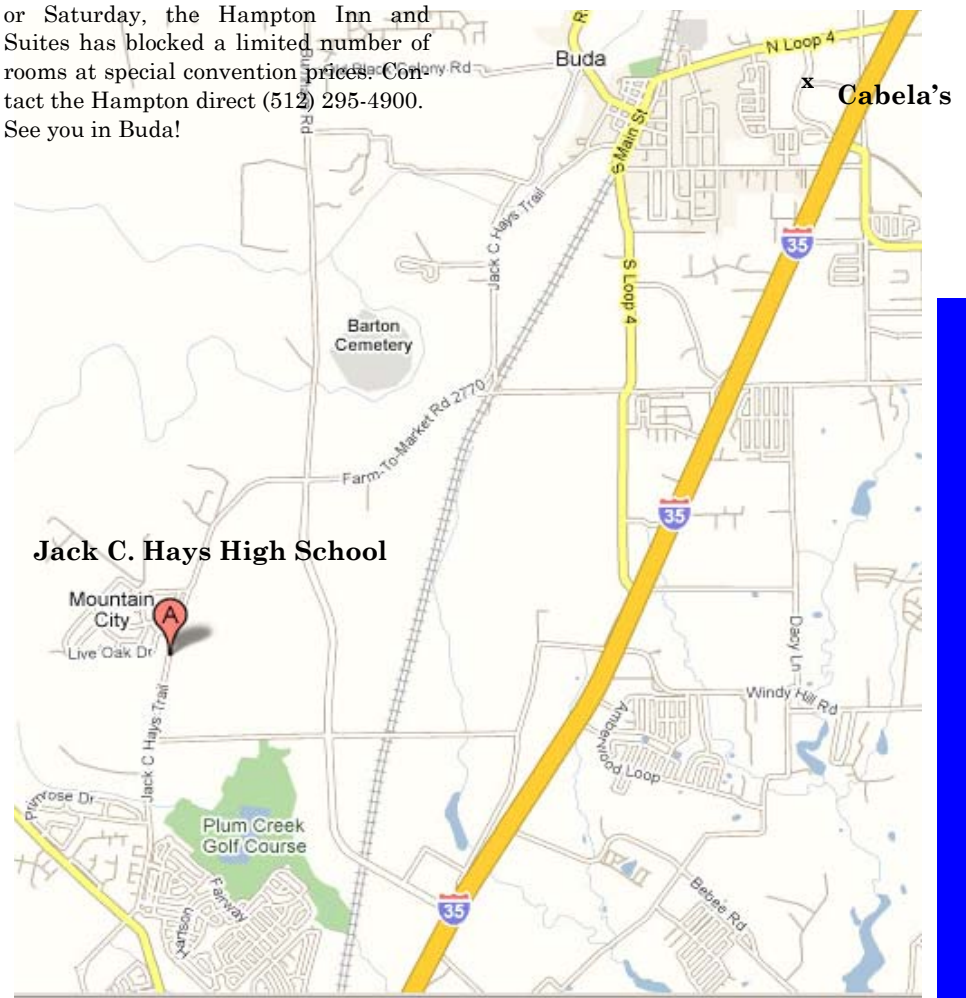 or Saturday, the Hampton Inn and
Suites has blocked a limited number of
rooms at special convention prices. Con-
tact the Hampton direct (512) 295-4900.
See you in Buda!
Black Colony Rd
Rd
Buda
N Loop 4
x Cabela's
S Main St
Jack C Hays Trail
35
S Loop 4
Barton
Cemetery
Farm-To-Market Rd 2770
35
Jack C. Hays High School
Mountain
City
A
Live Oak Dr
Dacy Ln
Windy Hill Rd
Jack C Hays Trail
Amberwood Loop
Primrose Dr
Plum Creek
Golf Course
Fairway
Bebee Rd
35